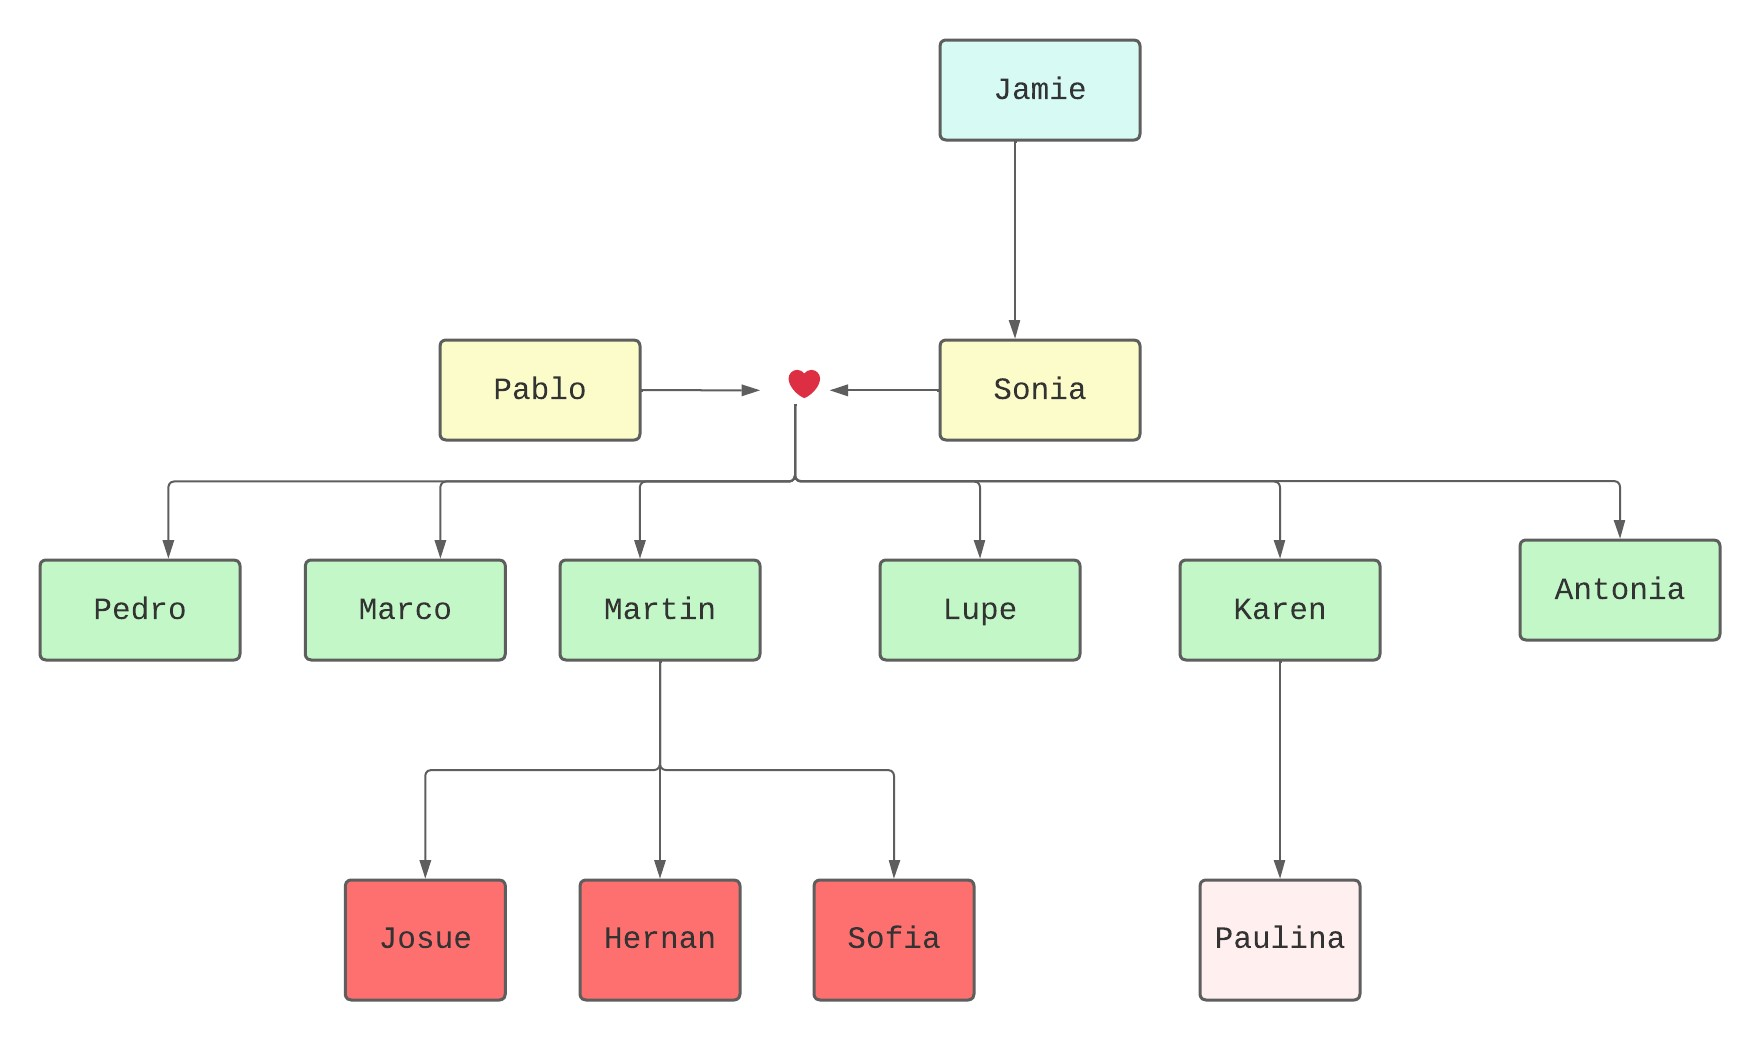 Jamie
Pablo
Sonia
Pedro
Marco
Martin
Lupe
Karen
Antonia
Josue
Hernan
Sofia
Paulina